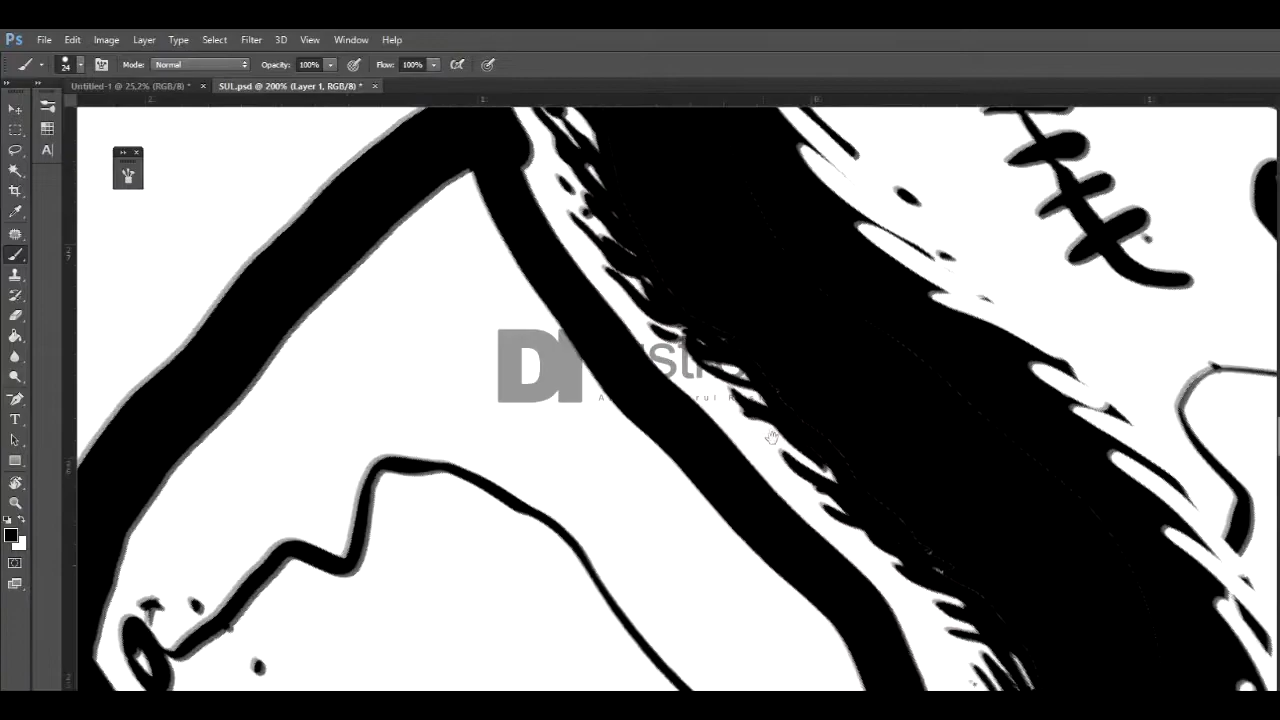 Ps File Edit Image Layer Type Select Filter 3D View Window Help
24 Mode: Normal Opacity: 100% Flow: 100%
Untitled-1 @ 25,2% (RGB/8) * × SUL.psd @ 200% (Layer 1, RGB/8) * ×
DI